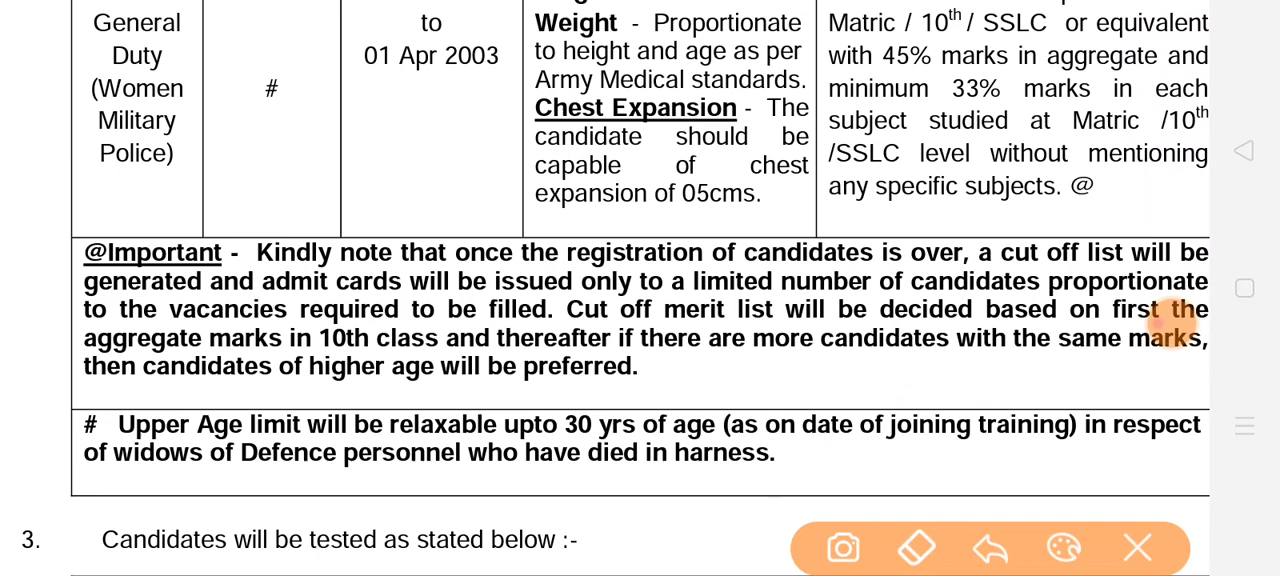 General
Duty
(Women
Military
Police)
#
to
01 Apr 2003
Weight - Proportionate
to height and age as per
Army Medical standards.
Chest Expansion - The
candidate should be
capable of chest
expansion of 05cms.
Matric / 10th / SSLC or equivalent
with 45% marks in aggregate and
minimum 33% marks in each
subject studied at Matric /10th
/SSLC level without mentioning
any specific subjects. @
@Important - Kindly note that once the registration of candidates is over, a cut off list will be
generated and admit cards will be issued only to a limited number of candidates proportionate
to the vacancies required to be filled. Cut off merit list will be decided based on first the
aggregate marks in 10th class and thereafter if there are more candidates with the same marks,
then candidates of higher age will be preferred.
# Upper Age limit will be relaxable upto 30 yrs of age (as on date of joining training) in respect
of widows of Defence personnel who have died in harness.
3. Candidates will be tested as stated below :-